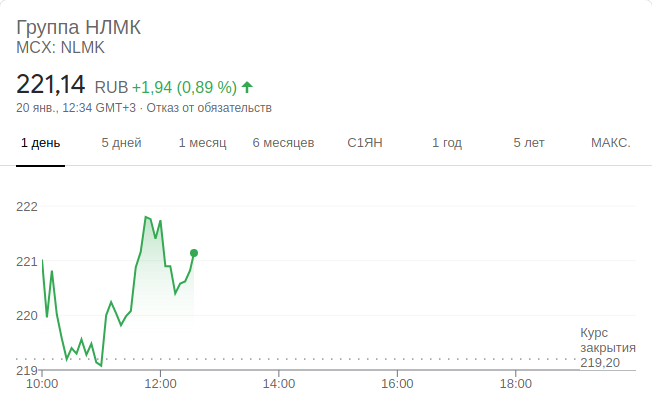 Группа НЛМК
MCX: NLMK
221,14 RUB +1,94 (0,89 %)
20 янв., 12:34 GMT+3 · Отказ от обязательств
1 день 5 дней 1 месяц 6 месяцев С1ЯН 1 год 5 лет МАКС.
222
221
220
219
Курс
закрытия
219,20
10:00 12:00 14:00 16:00 18:00